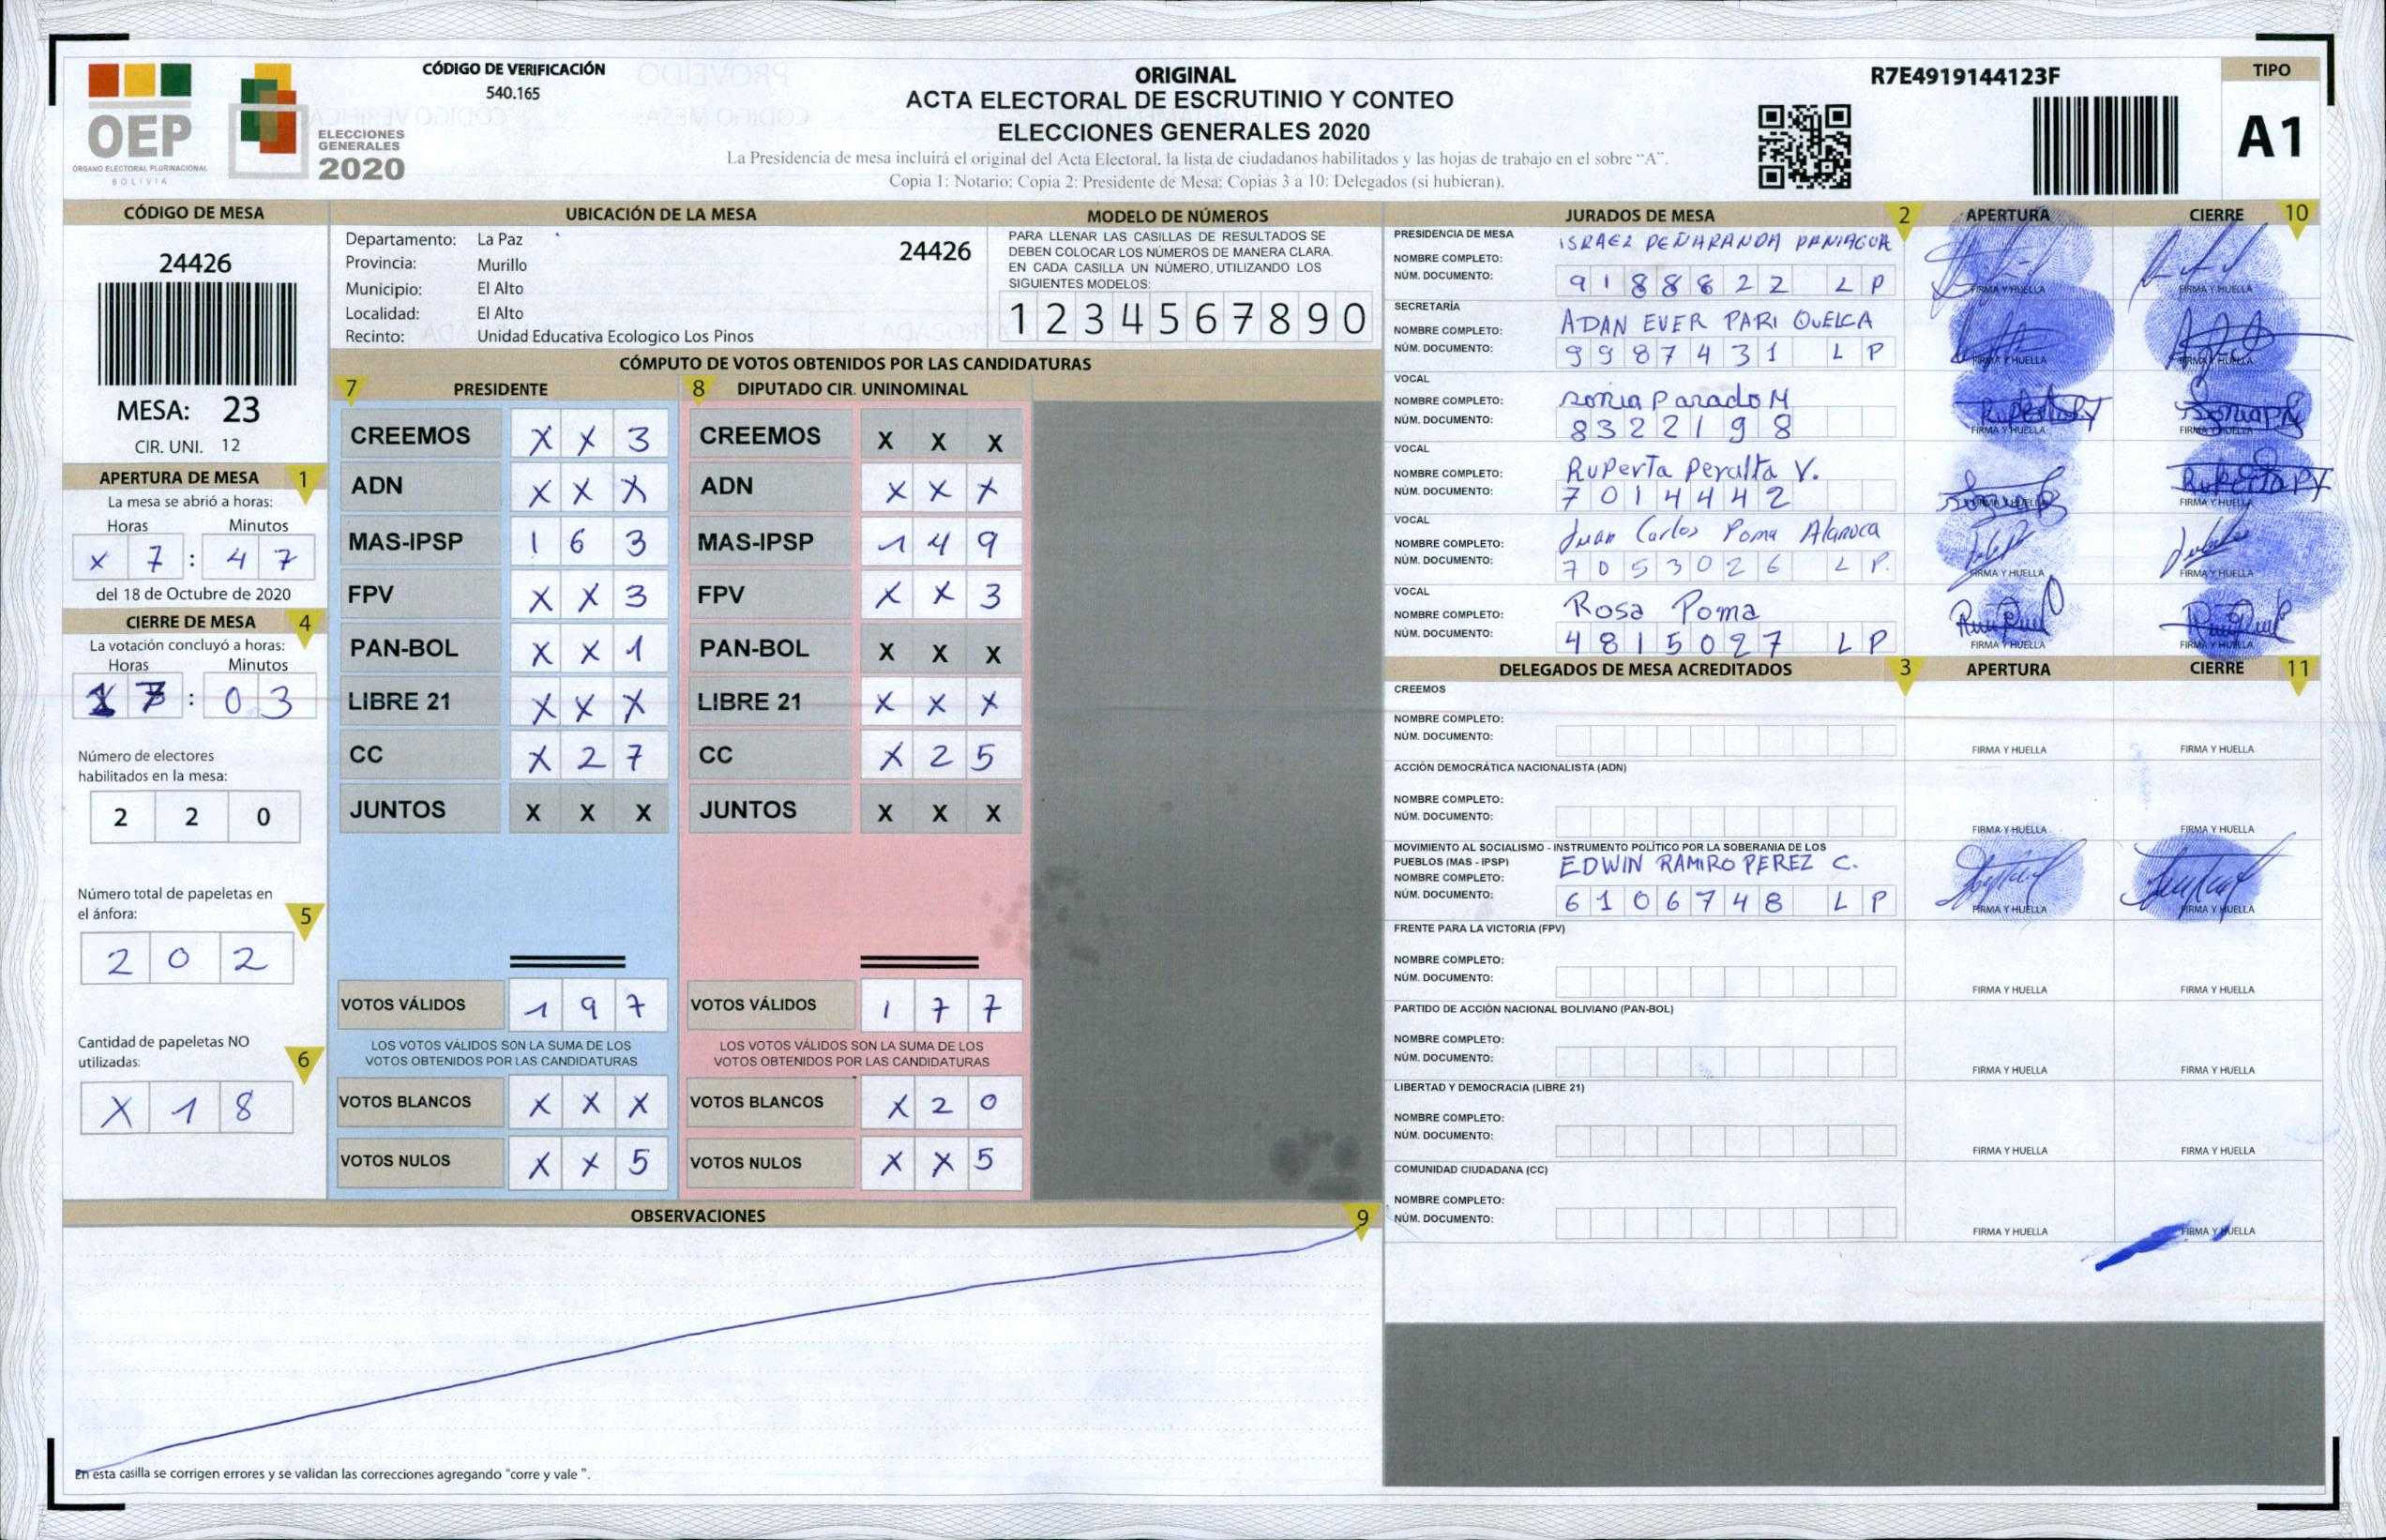 OEP
ÓRGANO ELECTORAL PLURINACIONAL
BOLIVIA
ELECCIONES
GENERALES
2020
CÓDIGO DE VERIFICACIÓN
540.165
ORIGINAL
ACTA ELECTORAL DE ESCRUTINIO Y CONTEO
ELECCIONES GENERALES 2020
La Presidencia de mesa incluirá el original del Acta Electoral, la lista de ciudadanos habilitados y las hojas de trabajo en el sobre “A”.
Copia 1: Notario; Copia 2: Presidente de Mesa; Copias 3 a 10: Delegados (si hubieran).
R7E4919144123F
TIPO
A1
CÓDIGO DE MESA
24426
MESA: 23
CIR. UNI. 12
APERTURA DE MESA 1
La mesa se abrió a horas:
Horas Minutos
x 7 : 4 7
del 18 de Octubre de 2020
CIERRE DE MESA 4
La votación concluyó a horas:
Horas Minutos
1 7 : 0 3
Número de electores
habilitados en la mesa:
2 2 0
Número total de papeletas en
el ánfora: 5
2 0 2
Cantidad de papeletas NO
utilizadas: 6
X 1 8
UBICACIÓN DE LA MESA
Departamento: La Paz
24426
Provincia: Murillo
Municipio: El Alto
Localidad: El Alto
Recinto: Unidad Educativa Ecologico Los Pinos
MODELO DE NÚMEROS
PARA LLENAR LAS CASILLAS DE RESULTADOS SE
DEBEN COLOCAR LOS NÚMEROS DE MANERA CLARA.
EN CADA CASILLA UN NÚMERO, UTILIZANDO LOS
SIGUIENTES MODELOS:
1 2 3 4 5 6 7 8 9 0
CÓMPUTO DE VOTOS OBTENIDOS POR LAS CANDIDATURAS
7 PRESIDENTE
CREEMOS X X 3
ADN X X X
MAS-IPSP 1 6 3
FPV X X 3
PAN-BOL X X 1
LIBRE 21 X X X
CC X 2 7
JUNTOS X X X
VOTOS VÁLIDOS 1 9 7
LOS VOTOS VÁLIDOS SON LA SUMA DE LOS
VOTOS OBTENIDOS POR LAS CANDIDATURAS
VOTOS BLANCOS X X X
VOTOS NULOS X X 5
8 DIPUTADO CIR. UNINOMINAL
CREEMOS X X X
ADN X X X
MAS-IPSP 1 4 9
FPV X X 3
PAN-BOL X X X
LIBRE 21 X X X
CC X 2 5
JUNTOS X X X
VOTOS VÁLIDOS 1 7 7
LOS VOTOS VÁLIDOS SON LA SUMA DE LOS
VOTOS OBTENIDOS POR LAS CANDIDATURAS
VOTOS BLANCOS X 2 0
VOTOS NULOS X X 5
OBSERVACIONES 9
En esta casilla se corrigen errores y se validan las correcciones agregando "corre y vale ".
JURADOS DE MESA 2 APERTURA CIERRE 10
PRESIDENCIA DE MESA
NOMBRE COMPLETO: ISRAEL PEÑARANDA PANIAGUA
NÚM. DOCUMENTO: 9188822 LP
FIRMA Y HUELLA FIRMA Y HUELLA
SECRETARÍA
NOMBRE COMPLETO: ADAN EVER PARI QUELCA
NÚM. DOCUMENTO: 9987431 LP
FIRMA Y HUELLA FIRMA Y HUELLA
VOCAL
NOMBRE COMPLETO: Sonia Parado M
NÚM. DOCUMENTO: 8322198
FIRMA Y HUELLA FIRMA Y HUELLA
VOCAL
NOMBRE COMPLETO: Ruperta Peralta V.
NÚM. DOCUMENTO: 7014442
FIRMA Y HUELLA FIRMA Y HUELLA
VOCAL
NOMBRE COMPLETO: Juan Carlos Poma Alanoca
NÚM. DOCUMENTO: 7053026 LP.
FIRMA Y HUELLA FIRMA Y HUELLA
VOCAL
NOMBRE COMPLETO: Rosa Poma
NÚM. DOCUMENTO: 4815027 LP
FIRMA Y HUELLA FIRMA Y HUELLA
DELEGADOS DE MESA ACREDITADOS 3 APERTURA CIERRE 11
CREEMOS
NOMBRE COMPLETO:
NÚM. DOCUMENTO:
FIRMA Y HUELLA FIRMA Y HUELLA
ACCIÓN DEMOCRÁTICA NACIONALISTA (ADN)
NOMBRE COMPLETO:
NÚM. DOCUMENTO:
FIRMA Y HUELLA FIRMA Y HUELLA
MOVIMIENTO AL SOCIALISMO - INSTRUMENTO POLÍTICO POR LA SOBERANIA DE LOS
PUEBLOS (MAS - IPSP)
NOMBRE COMPLETO: EDWIN RAMIRO PEREZ C.
NÚM. DOCUMENTO: 6106748 LP
FIRMA Y HUELLA FIRMA Y HUELLA
FRENTE PARA LA VICTORIA (FPV)
NOMBRE COMPLETO:
NÚM. DOCUMENTO:
FIRMA Y HUELLA FIRMA Y HUELLA
PARTIDO DE ACCIÓN NACIONAL BOLIVIANO (PAN-BOL)
NOMBRE COMPLETO:
NÚM. DOCUMENTO:
FIRMA Y HUELLA FIRMA Y HUELLA
LIBERTAD Y DEMOCRACIA (LIBRE 21)
NOMBRE COMPLETO:
NÚM. DOCUMENTO:
FIRMA Y HUELLA FIRMA Y HUELLA
COMUNIDAD CIUDADANA (CC)
NOMBRE COMPLETO:
NÚM. DOCUMENTO:
FIRMA Y HUELLA FIRMA Y HUELLA